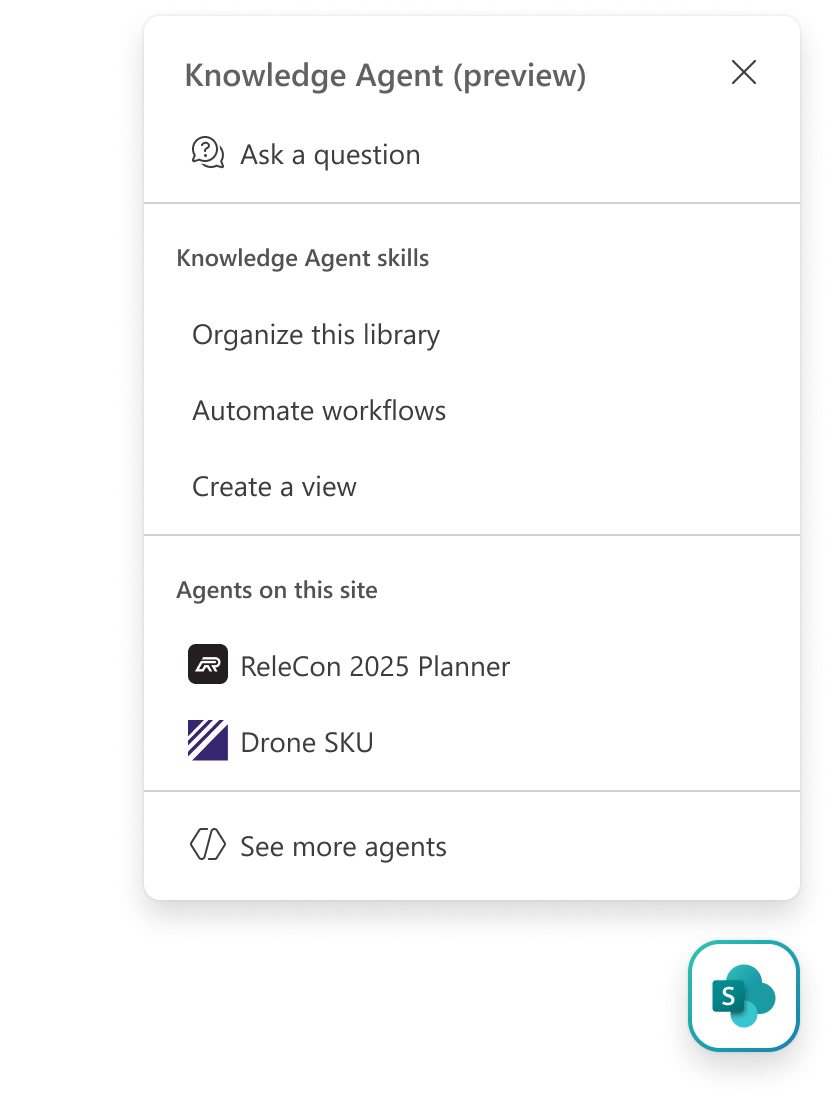 Knowledge Agent (preview)
Ask a question
Knowledge Agent skills
Organize this library
Automate workflows
Create a view
Agents on this site
ReleCon 2025 Planner
Drone SKU
See more agents
S